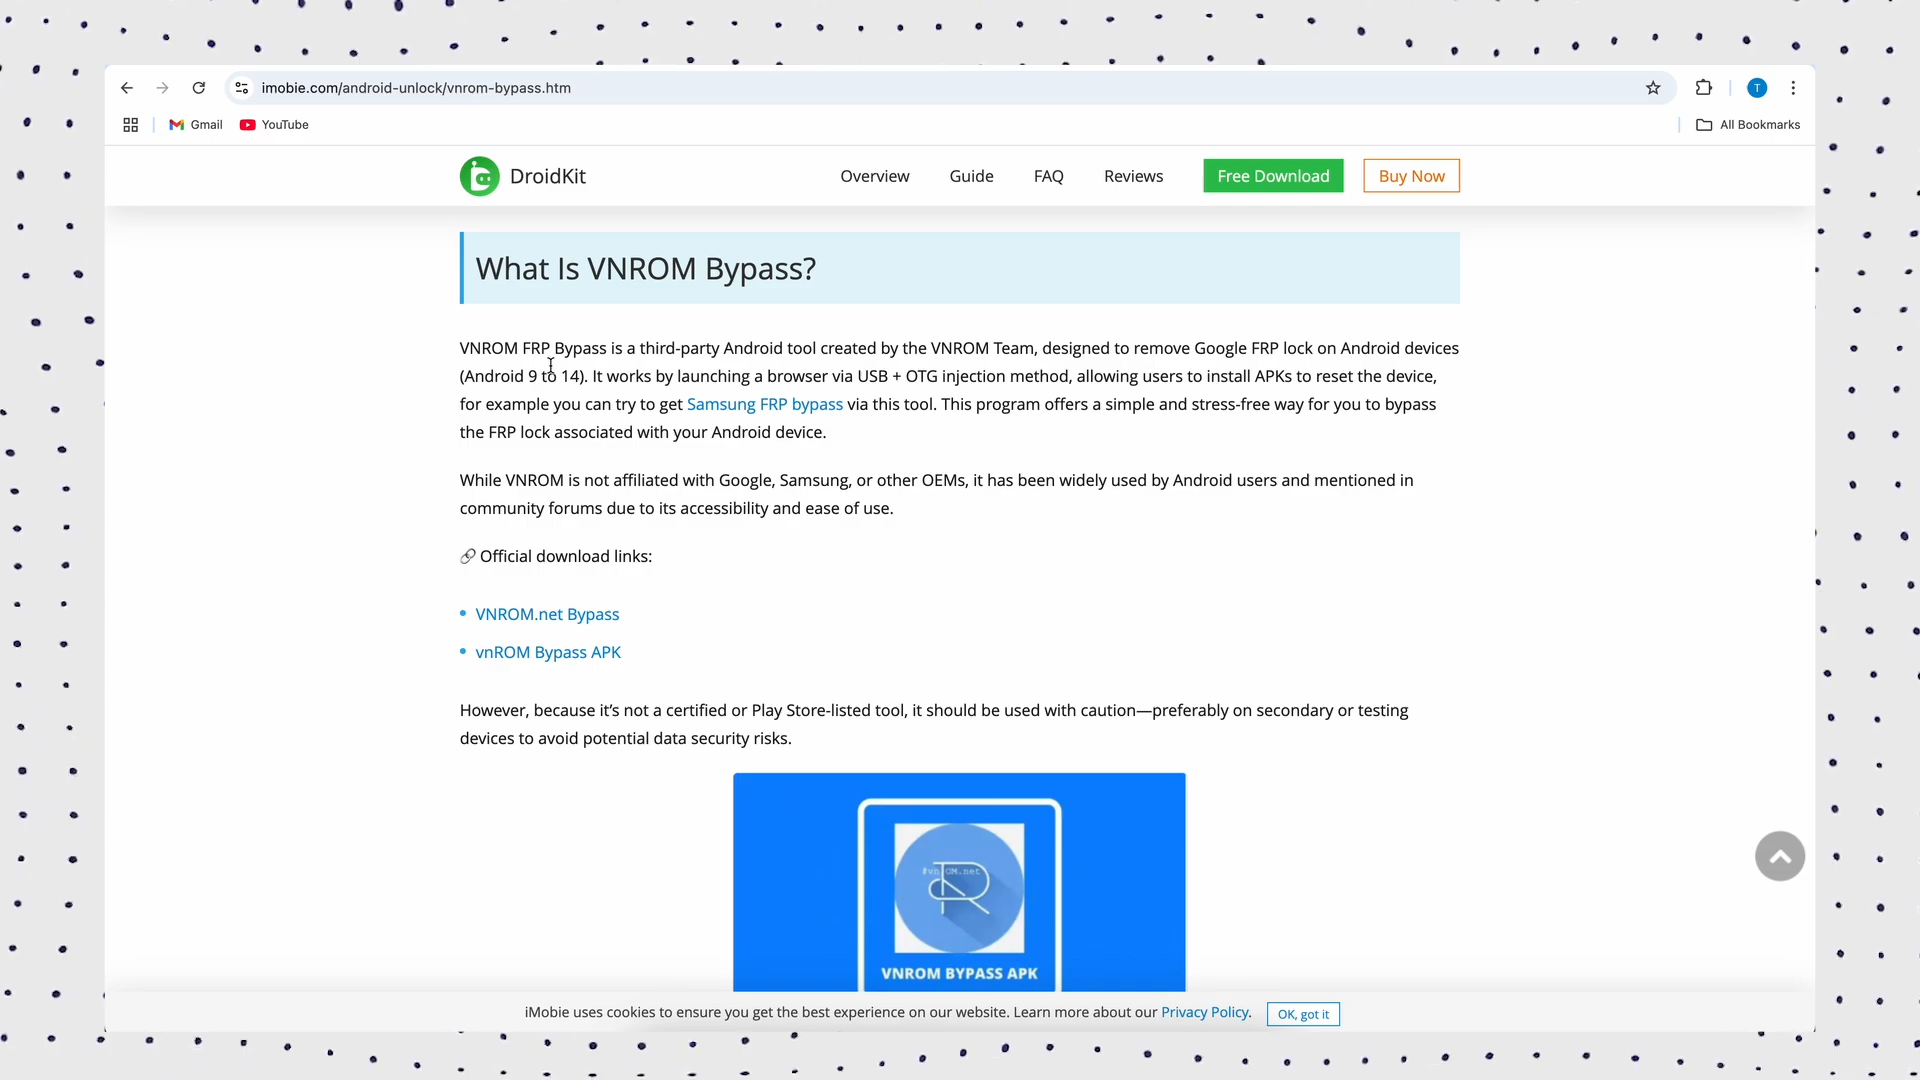 imobie.com/android-unlock/vnrom-bypass.htm
T
Gmail
YouTube
All Bookmarks
DroidKit
Overview
Guide
FAQ
Reviews
Free Download
Buy Now
What Is VNROM Bypass?
VNROM FRP Bypass is a third-party Android tool created by the VNROM Team, designed to remove Google FRP lock on Android devices
(Android 9 to 14). It works by launching a browser via USB + OTG injection method, allowing users to install APKs to reset the device,
for example you can try to get Samsung FRP bypass via this tool. This program offers a simple and stress-free way for you to bypass
the FRP lock associated with your Android device.
While VNROM is not affiliated with Google, Samsung, or other OEMs, it has been widely used by Android users and mentioned in
community forums due to its accessibility and ease of use.
🔗 Official download links:
• VNROM.net Bypass
• vnROM Bypass APK
However, because it’s not a certified or Play Store-listed tool, it should be used with caution—preferably on secondary or testing
devices to avoid potential data security risks.
#vnROM.net
VNROM BYPASS APK
iMobie uses cookies to ensure you get the best experience on our website. Learn more about our Privacy Policy.
OK, got it